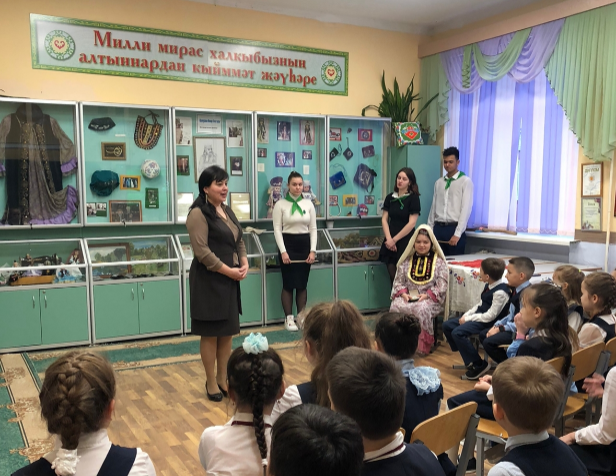 Милли мирас халкыбызның
алтыннардан кыйммәт җәүһәре